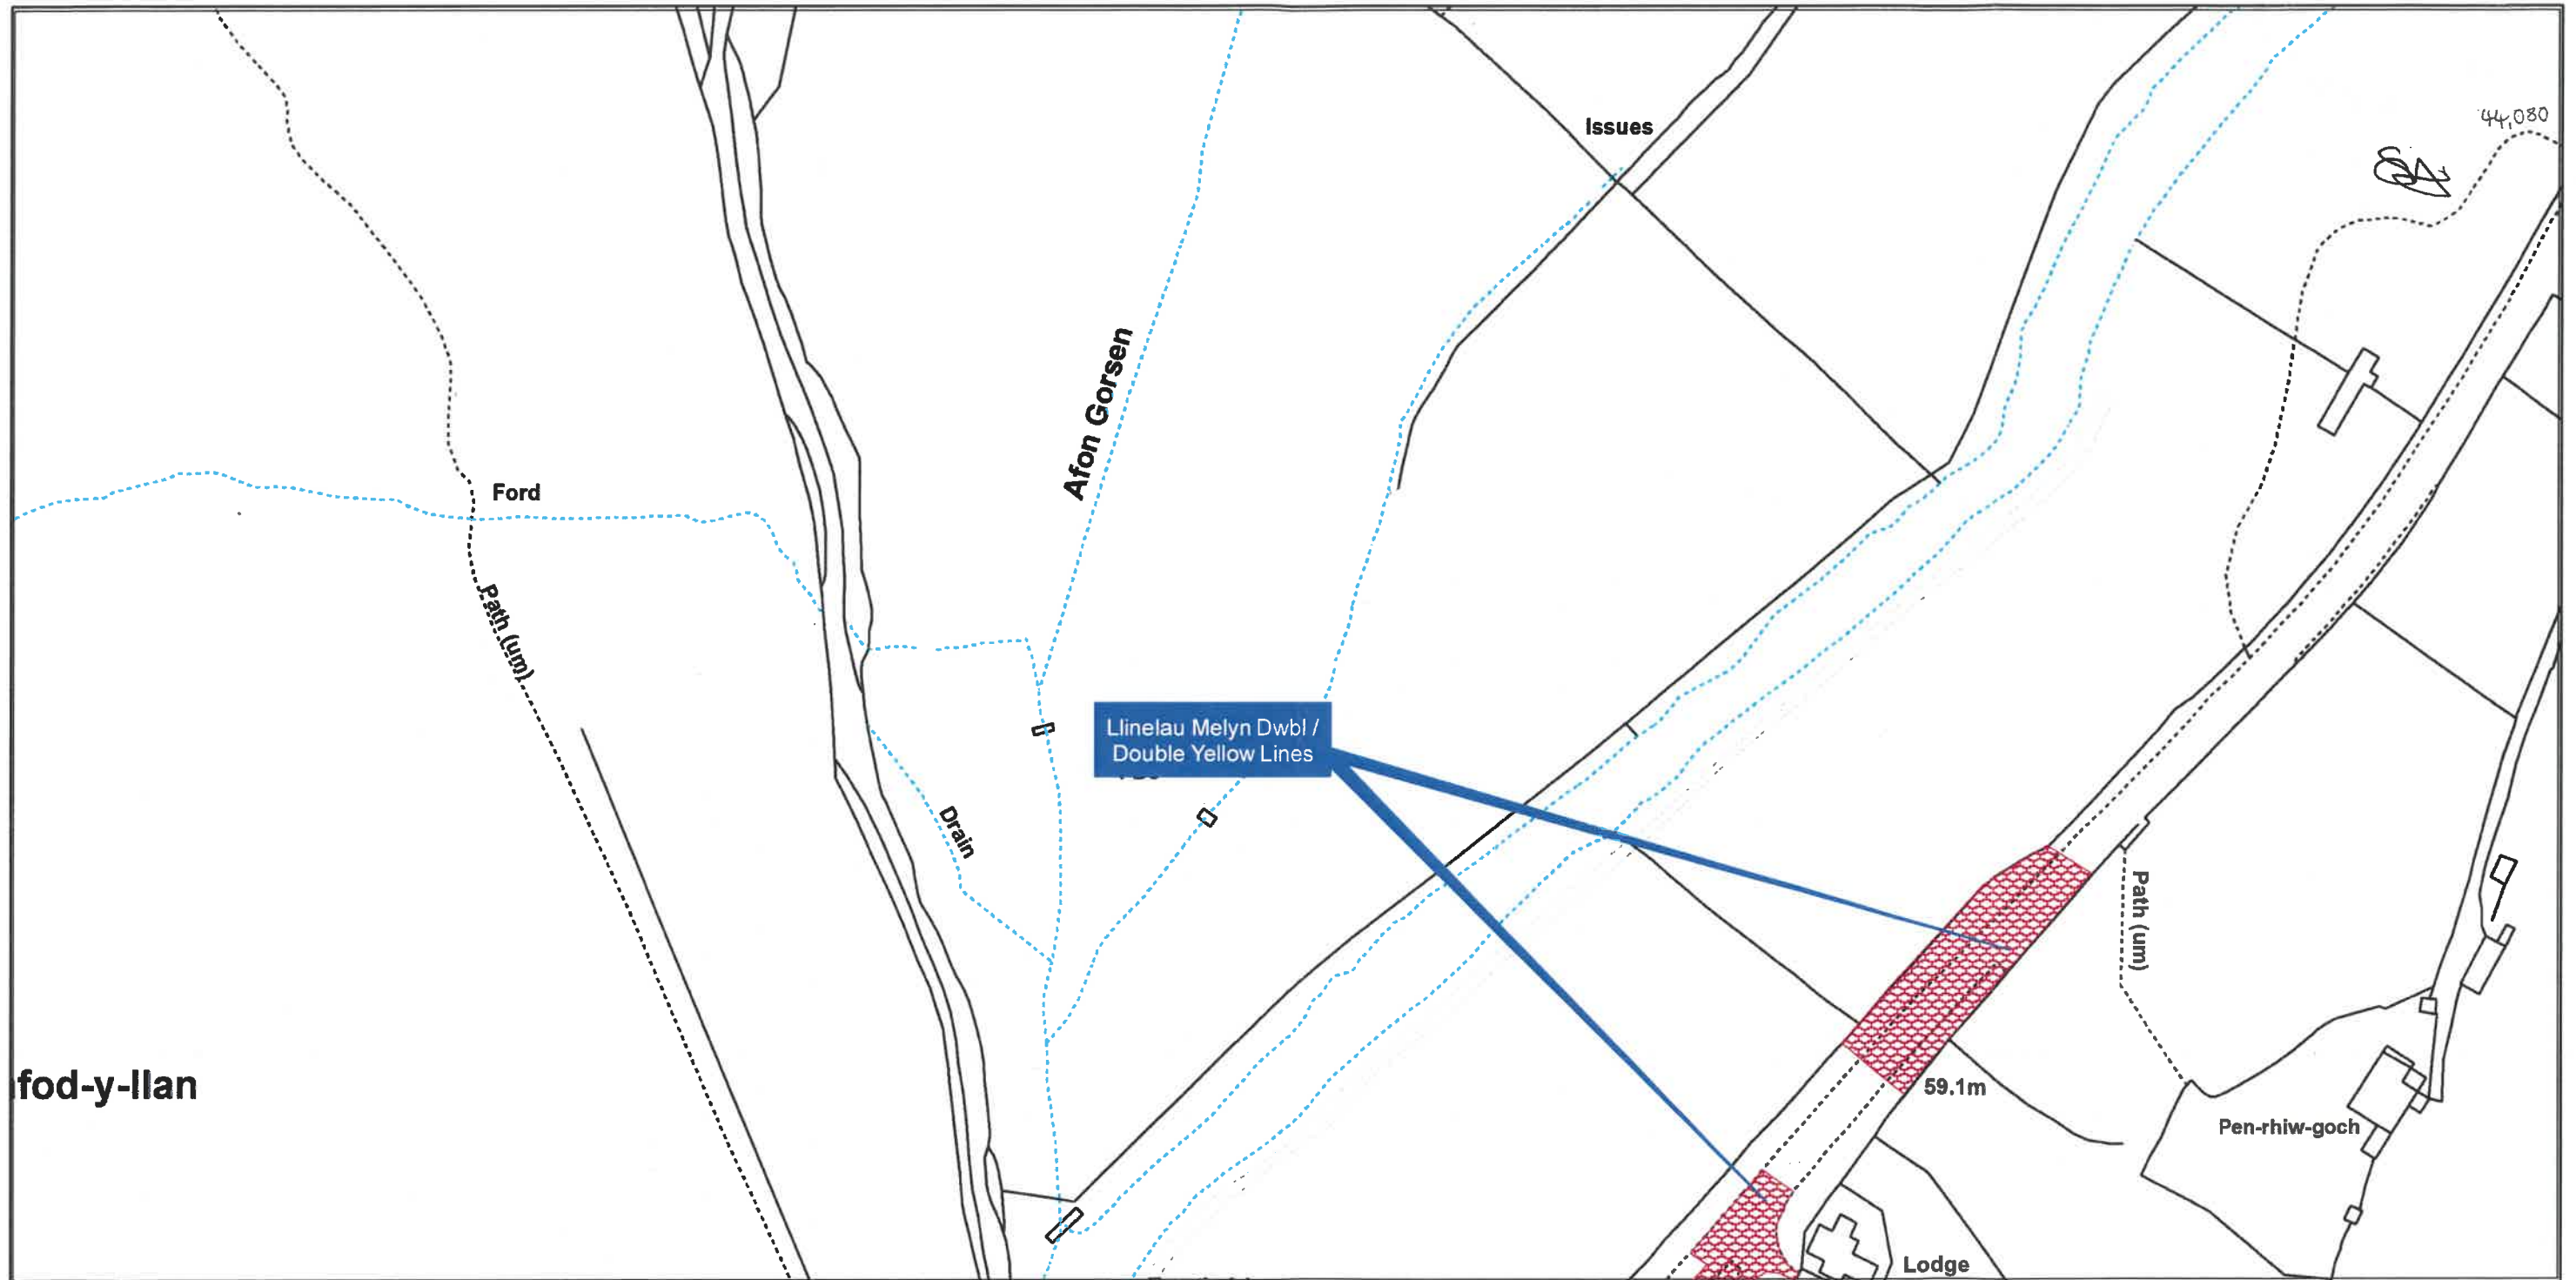 Issues
44,080
Afon Gorsen
Ford
Path (um)
Llinelau Melyn Dwbl /
Double Yellow Lines
Drain
Path (um)
fod-y-llan
59.1m
Pen-rhiw-goch
Lodge